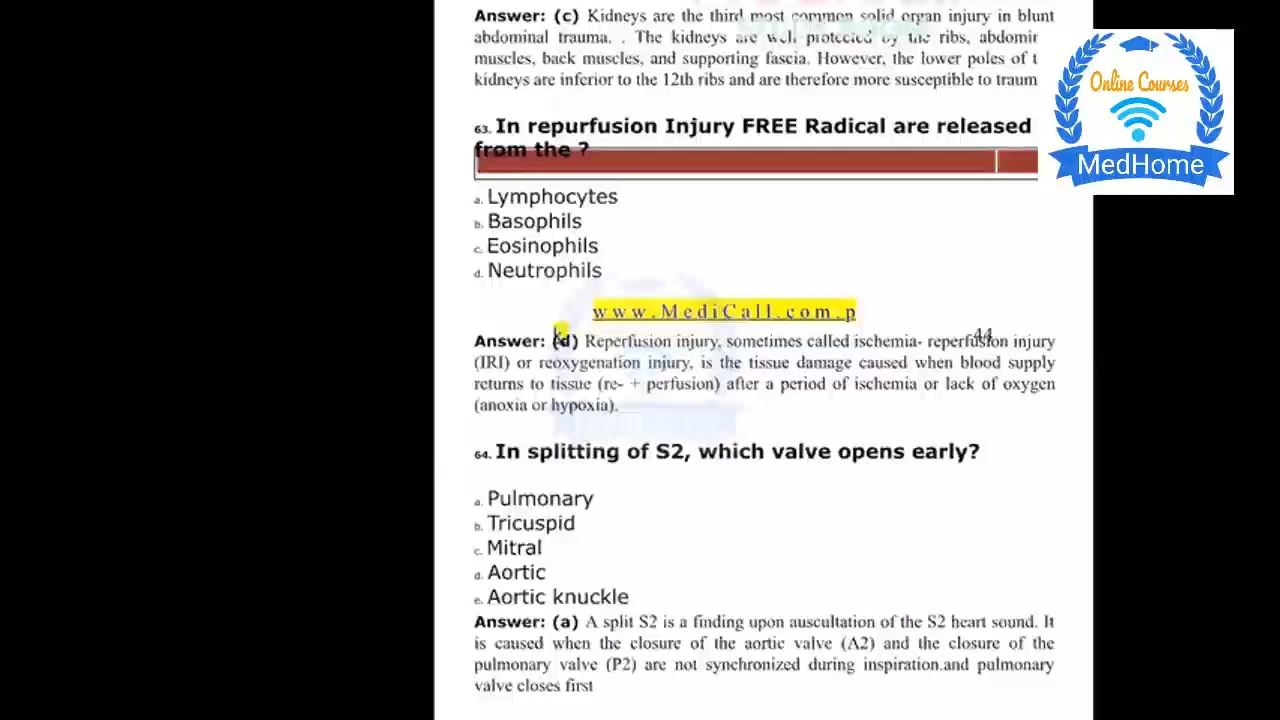 Answer: (c) Kidneys are the third most common solid organ injury in blunt
abdominal trauma. . The kidneys are well protected by the ribs, abdomin
muscles, back muscles, and supporting fascia. However, the lower poles of t
kidneys are inferior to the 12th ribs and are therefore more susceptible to traum
Online Courses
MedHome
63. In repurfusion Injury FREE Radical are released
from the ?
a. Lymphocytes
b. Basophils
c. Eosinophils
d. Neutrophils
www.MediCall.com.p
k
44
Answer: (d) Reperfusion injury, sometimes called ischemia- reperfusion injury
(IRI) or reoxygenation injury, is the tissue damage caused when blood supply
returns to tissue (re- + perfusion) after a period of ischemia or lack of oxygen
(anoxia or hypoxia).
64. In splitting of S2, which valve opens early?
a. Pulmonary
b. Tricuspid
c. Mitral
d. Aortic
e. Aortic knuckle
Answer: (a) A split S2 is a finding upon auscultation of the S2 heart sound. It
is caused when the closure of the aortic valve (A2) and the closure of the
pulmonary valve (P2) are not synchronized during inspiration.and pulmonary
valve closes first